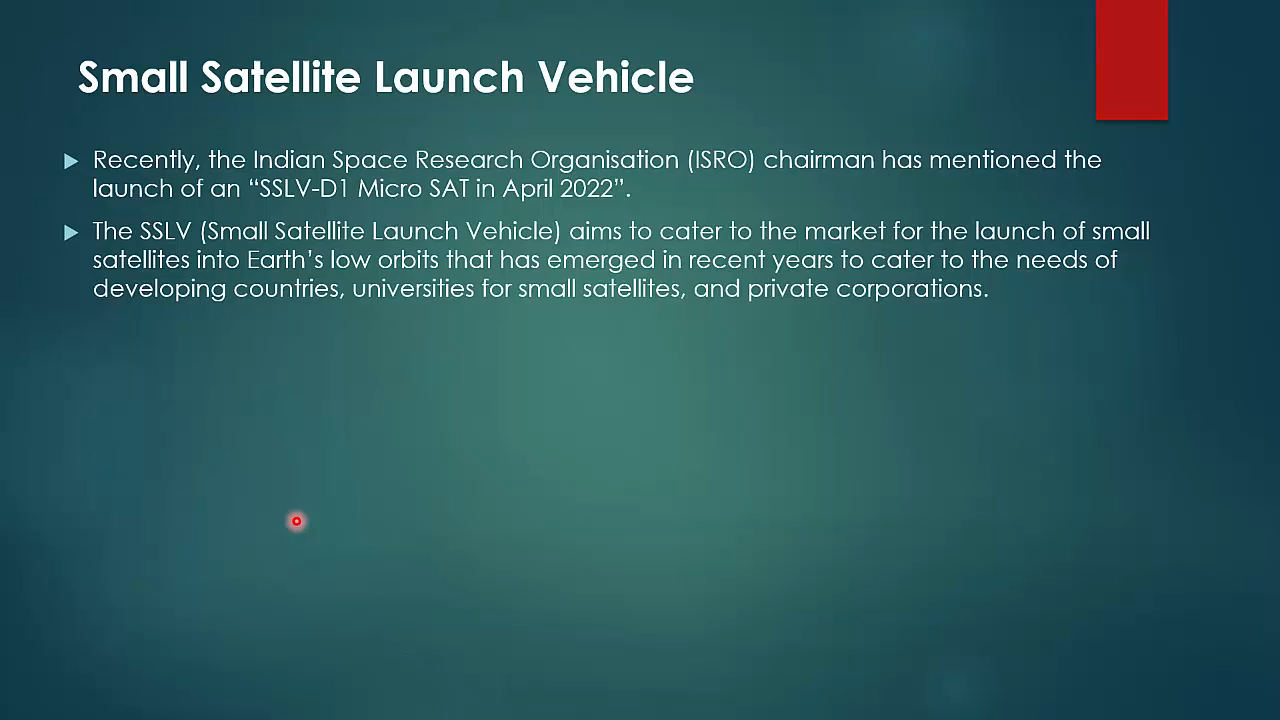 Small Satellite Launch Vehicle
Recently, the Indian Space Research Organisation (ISRO) chairman has mentioned the
launch of an “SSLV-D1 Micro SAT in April 2022”.
The SSLV (Small Satellite Launch Vehicle) aims to cater to the market for the launch of small
satellites into Earth’s low orbits that has emerged in recent years to cater to the needs of
developing countries, universities for small satellites, and private corporations.